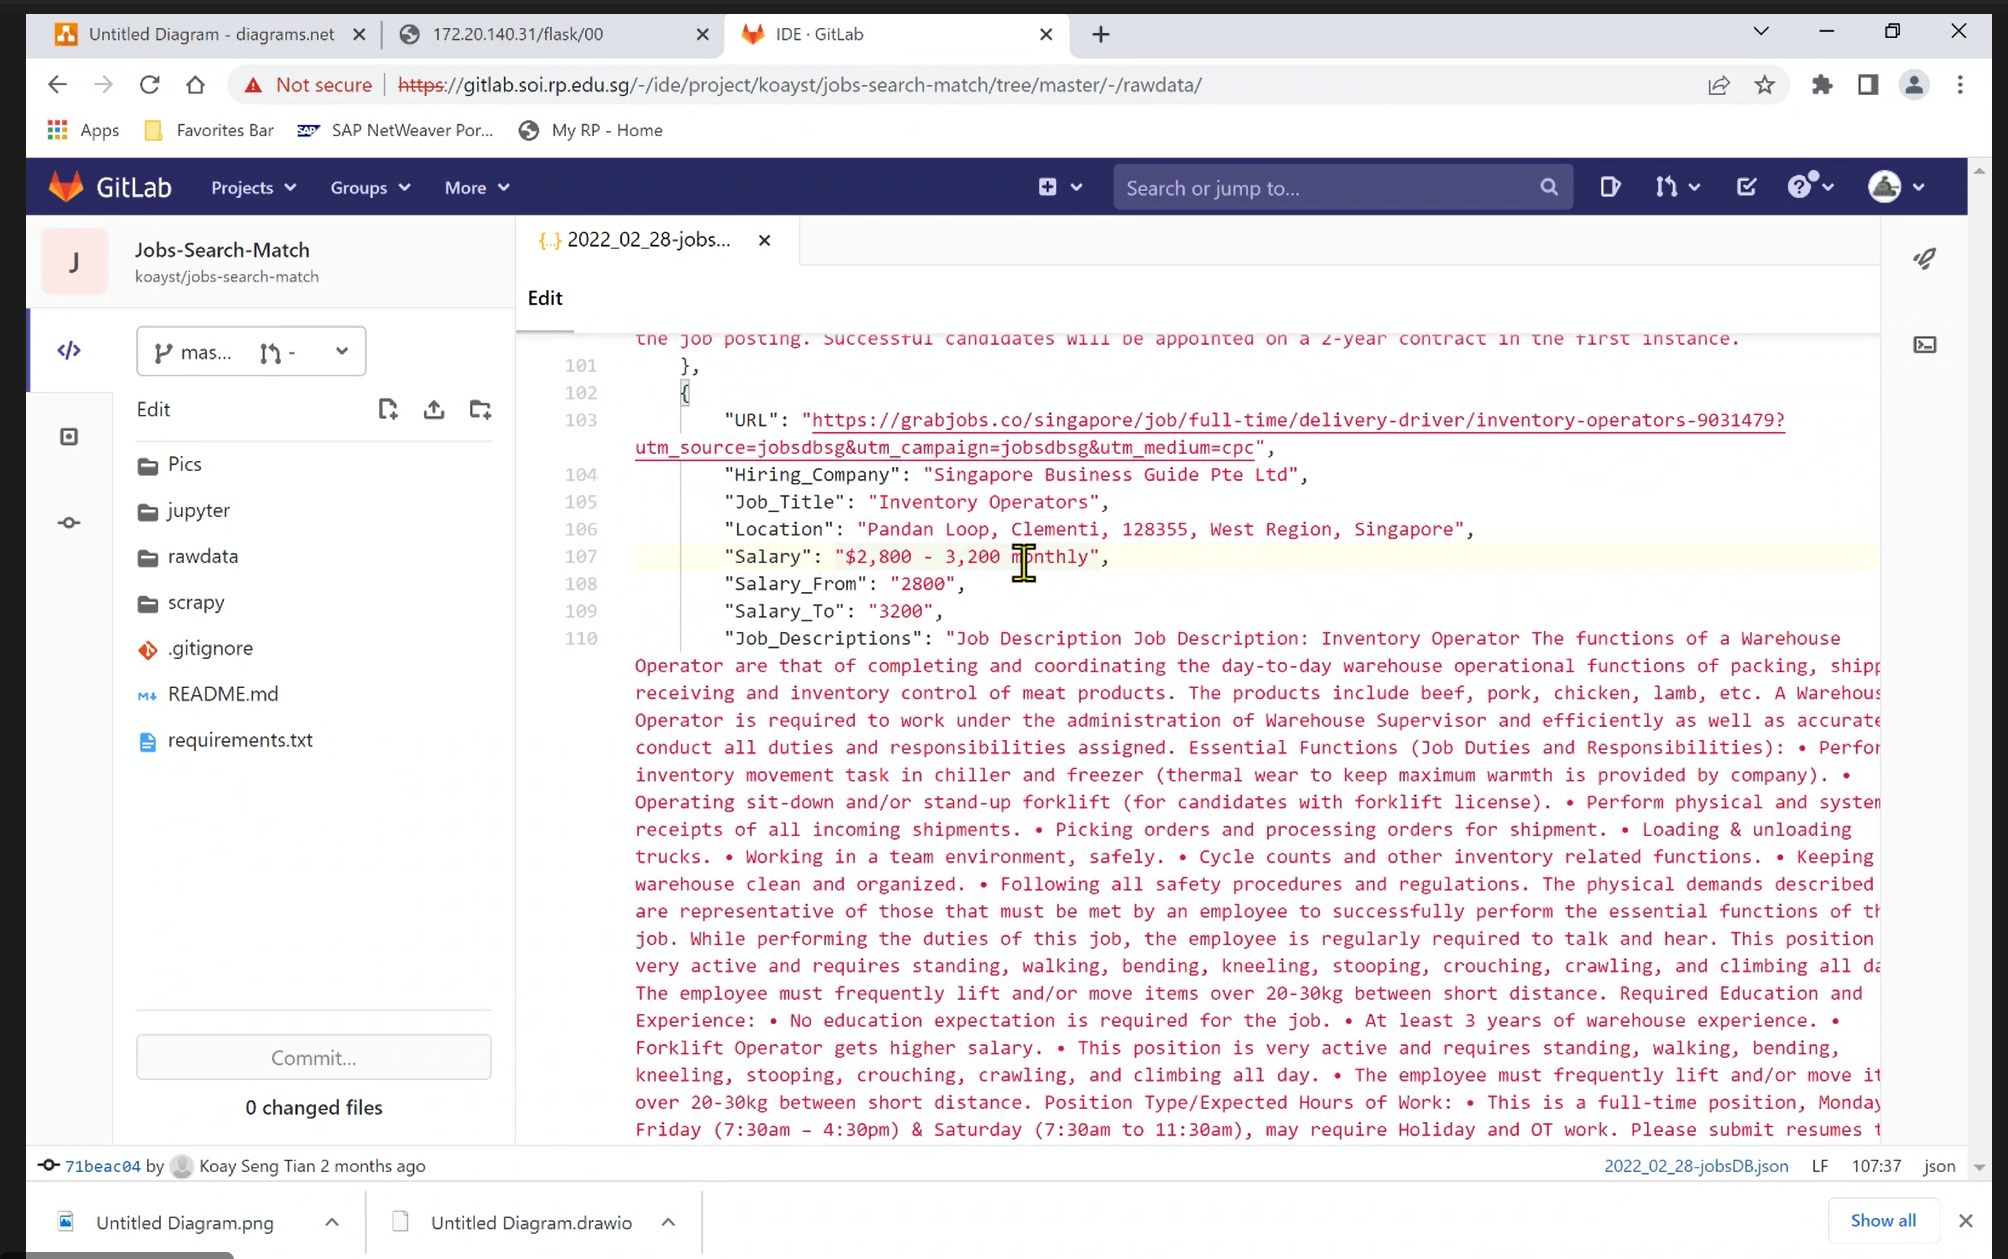 Untitled Diagram - diagrams.net
172.20.140.31/flask/00
IDE · GitLab
Not secure
https://gitlab.soi.rp.edu.sg/-/ide/project/koayst/jobs-search-match/tree/master/-/rawdata/
Apps
Favorites Bar
SAP NetWeaver Por...
My RP - Home
GitLab
Projects
Groups
More
Search or jump to...
J
Jobs-Search-Match
koayst/jobs-search-match
mas...
-
Edit
Pics
jupyter
rawdata
scrapy
.gitignore
README.md
requirements.txt
Commit...
0 changed files
{..} 2022_02_28-jobs...
Edit
the job posting. Successful candidates will be appointed on a 2-year contract in the first instance.
101 },
102 {
103 "URL": "https://grabjobs.co/singapore/job/full-time/delivery-driver/inventory-operators-9031479?
utm_source=jobsdbsg&utm_campaign=jobsdbsg&utm_medium=cpc",
104 "Hiring_Company": "Singapore Business Guide Pte Ltd",
105 "Job_Title": "Inventory Operators",
106 "Location": "Pandan Loop, Clementi, 128355, West Region, Singapore",
107 "Salary": "$2,800 - 3,200 monthly",
108 "Salary_From": "2800",
109 "Salary_To": "3200",
110 "Job_Descriptions": "Job Description Job Description: Inventory Operator The functions of a Warehouse
Operator are that of completing and coordinating the day-to-day warehouse operational functions of packing, shipp
receiving and inventory control of meat products. The products include beef, pork, chicken, lamb, etc. A Warehous
Operator is required to work under the administration of Warehouse Supervisor and efficiently as well as accurate
conduct all duties and responsibilities assigned. Essential Functions (Job Duties and Responsibilities): • Perfor
inventory movement task in chiller and freezer (thermal wear to keep maximum warmth is provided by company). •
Operating sit-down and/or stand-up forklift (for candidates with forklift license). • Perform physical and system
receipts of all incoming shipments. • Picking orders and processing orders for shipment. • Loading & unloading
trucks. • Working in a team environment, safely. • Cycle counts and other inventory related functions. • Keeping
warehouse clean and organized. • Following all safety procedures and regulations. The physical demands described
are representative of those that must be met by an employee to successfully perform the essential functions of th
job. While performing the duties of this job, the employee is regularly required to talk and hear. This position
very active and requires standing, walking, bending, kneeling, stooping, crouching, crawling, and climbing all da
The employee must frequently lift and/or move items over 20-30kg between short distance. Required Education and
Experience: • No education expectation is required for the job. • At least 3 years of warehouse experience. •
Forklift Operator gets higher salary. • This position is very active and requires standing, walking, bending,
kneeling, stooping, crouching, crawling, and climbing all day. • The employee must frequently lift and/or move it
over 20-30kg between short distance. Position Type/Expected Hours of Work: • This is a full-time position, Monday
Friday (7:30am – 4:30pm) & Saturday (7:30am to 11:30am), may require Holiday and OT work. Please submit resumes t
71beac04 by Koay Seng Tian 2 months ago
2022_02_28-jobsDB.json LF 107:37 json
Untitled Diagram.png
Untitled Diagram.drawio
Show all